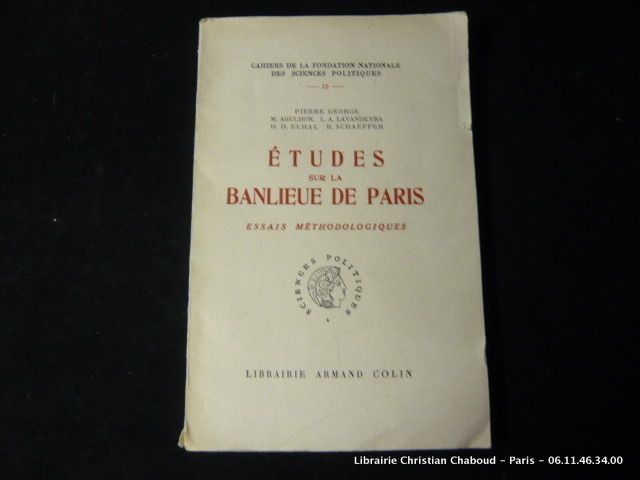 CAHIERS DE LA FONDATION NATIONALE
DES SCIENCES POLITIQUES
— 12 —
PIERRE GEORGE
M. AGULHON, L. A. LAVANDEYRA
H. D. ELHAI, R. SCHAEFFER
ÉTUDES
SUR LA
BANLIEUE DE PARIS
ESSAIS MÉTHODOLOGIQUES
SCIENCES POLITIQUES
LIBRAIRIE ARMAND COLIN
Librairie Christian Chaboud - Paris - 06.11.46.34.00